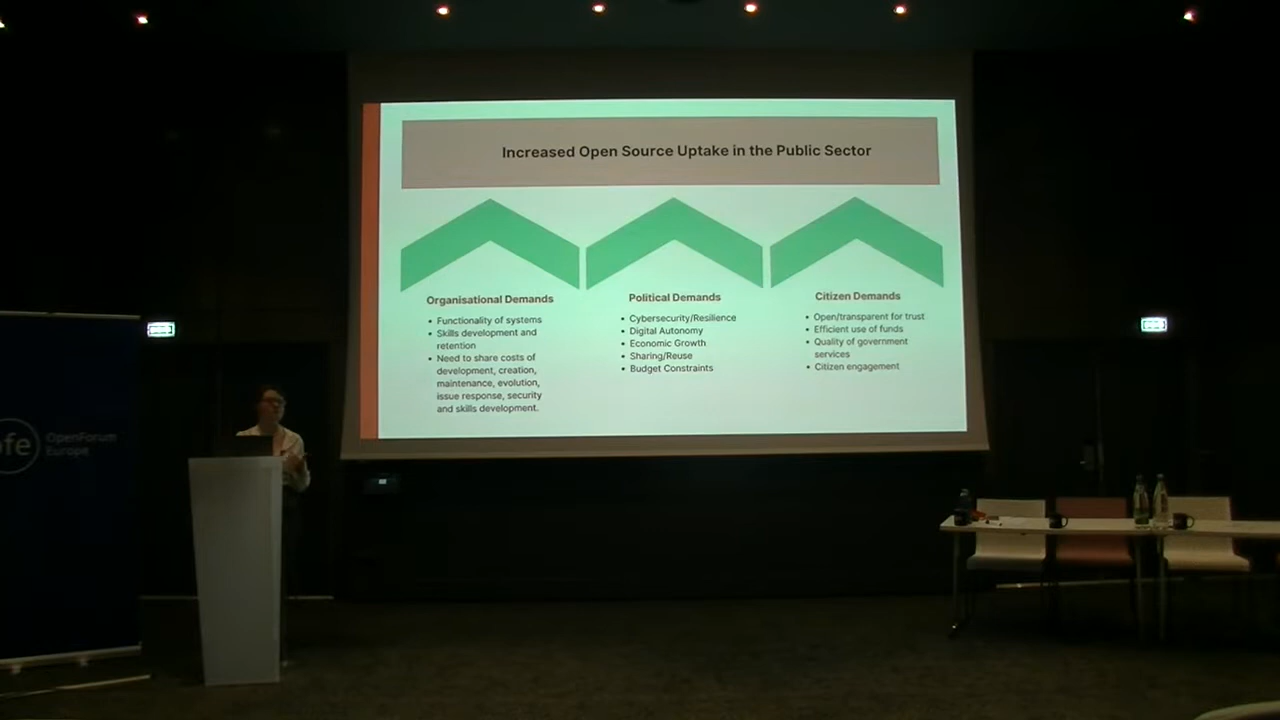 Increased Open Source Uptake in the Public Sector
Organisational Demands
• Functionality of systems
• Skills development and
retention
• Need to share costs of
development, creation,
maintenance, evolution,
issue response, security
and skills development.
Political Demands
• Cybersecurity/Resilience
• Digital Autonomy
• Economic Growth
• Sharing/Reuse
• Budget Constraints
Citizen Demands
• Open/transparent for trust
• Efficient use of funds
• Quality of government
services
• Citizen engagement
ofe
OpenForum
Europe